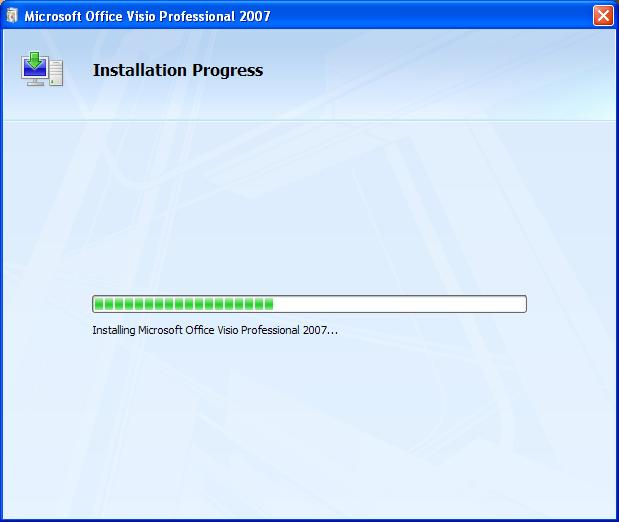 Microsoft Office Visio Professional 2007
Installation Progress
Installing Microsoft Office Visio Professional 2007...